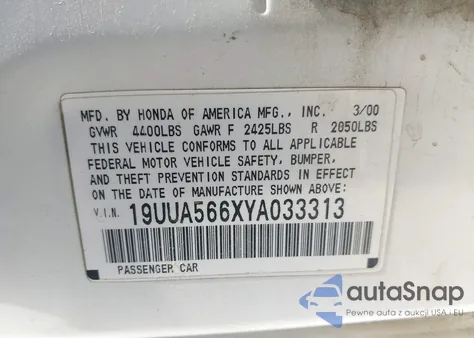 MFD. BY HONDA OF AMERICA MFG., INC. 3/00
GVWR 4400LBS GAWR F 2425LBS R 2050LBS
THIS VEHICLE CONFORMS TO ALL APPLICABLE
FEDERAL MOTOR VEHICLE SAFETY, BUMPER,
AND THEFT PREVENTION STANDARDS IN EFFECT
ON THE DATE OF MANUFACTURE SHOWN ABOVE:
V.I.N. 19UUA566XYA033313
PASSENGER CAR
autoSnap
Pewne auta z aukcji USA i EU